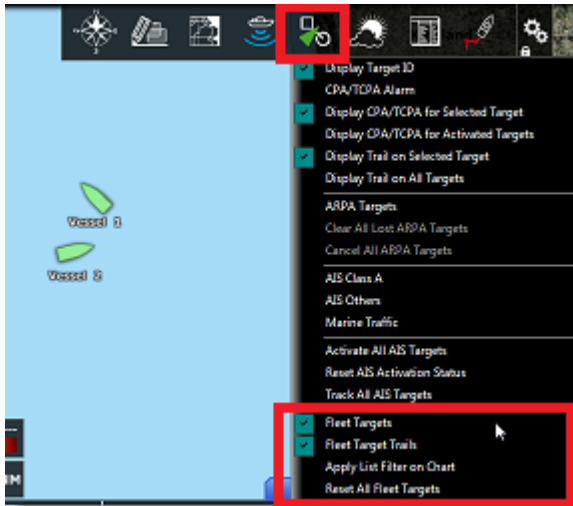 Display Target ID
CPA/TCPA Alarm
Display CPA/TCPA for Selected Target
Display CPA/TCPA for Activated Targets
Display Trail on Selected Target
Display Trail on All Targets
ARPA Targets
Vessel 1
Clear All Lost ARPA Targets
Cancel All ARPA Targets
Vessel 2
AIS Class A
AIS Others
Marine Traffic
Activate All AIS Targets
Reset AIS Activation Status
Track All AIS Targets
Fleet Targets
Fleet Target Trails
Apply List Filter on Chart
Reset All Fleet Targets